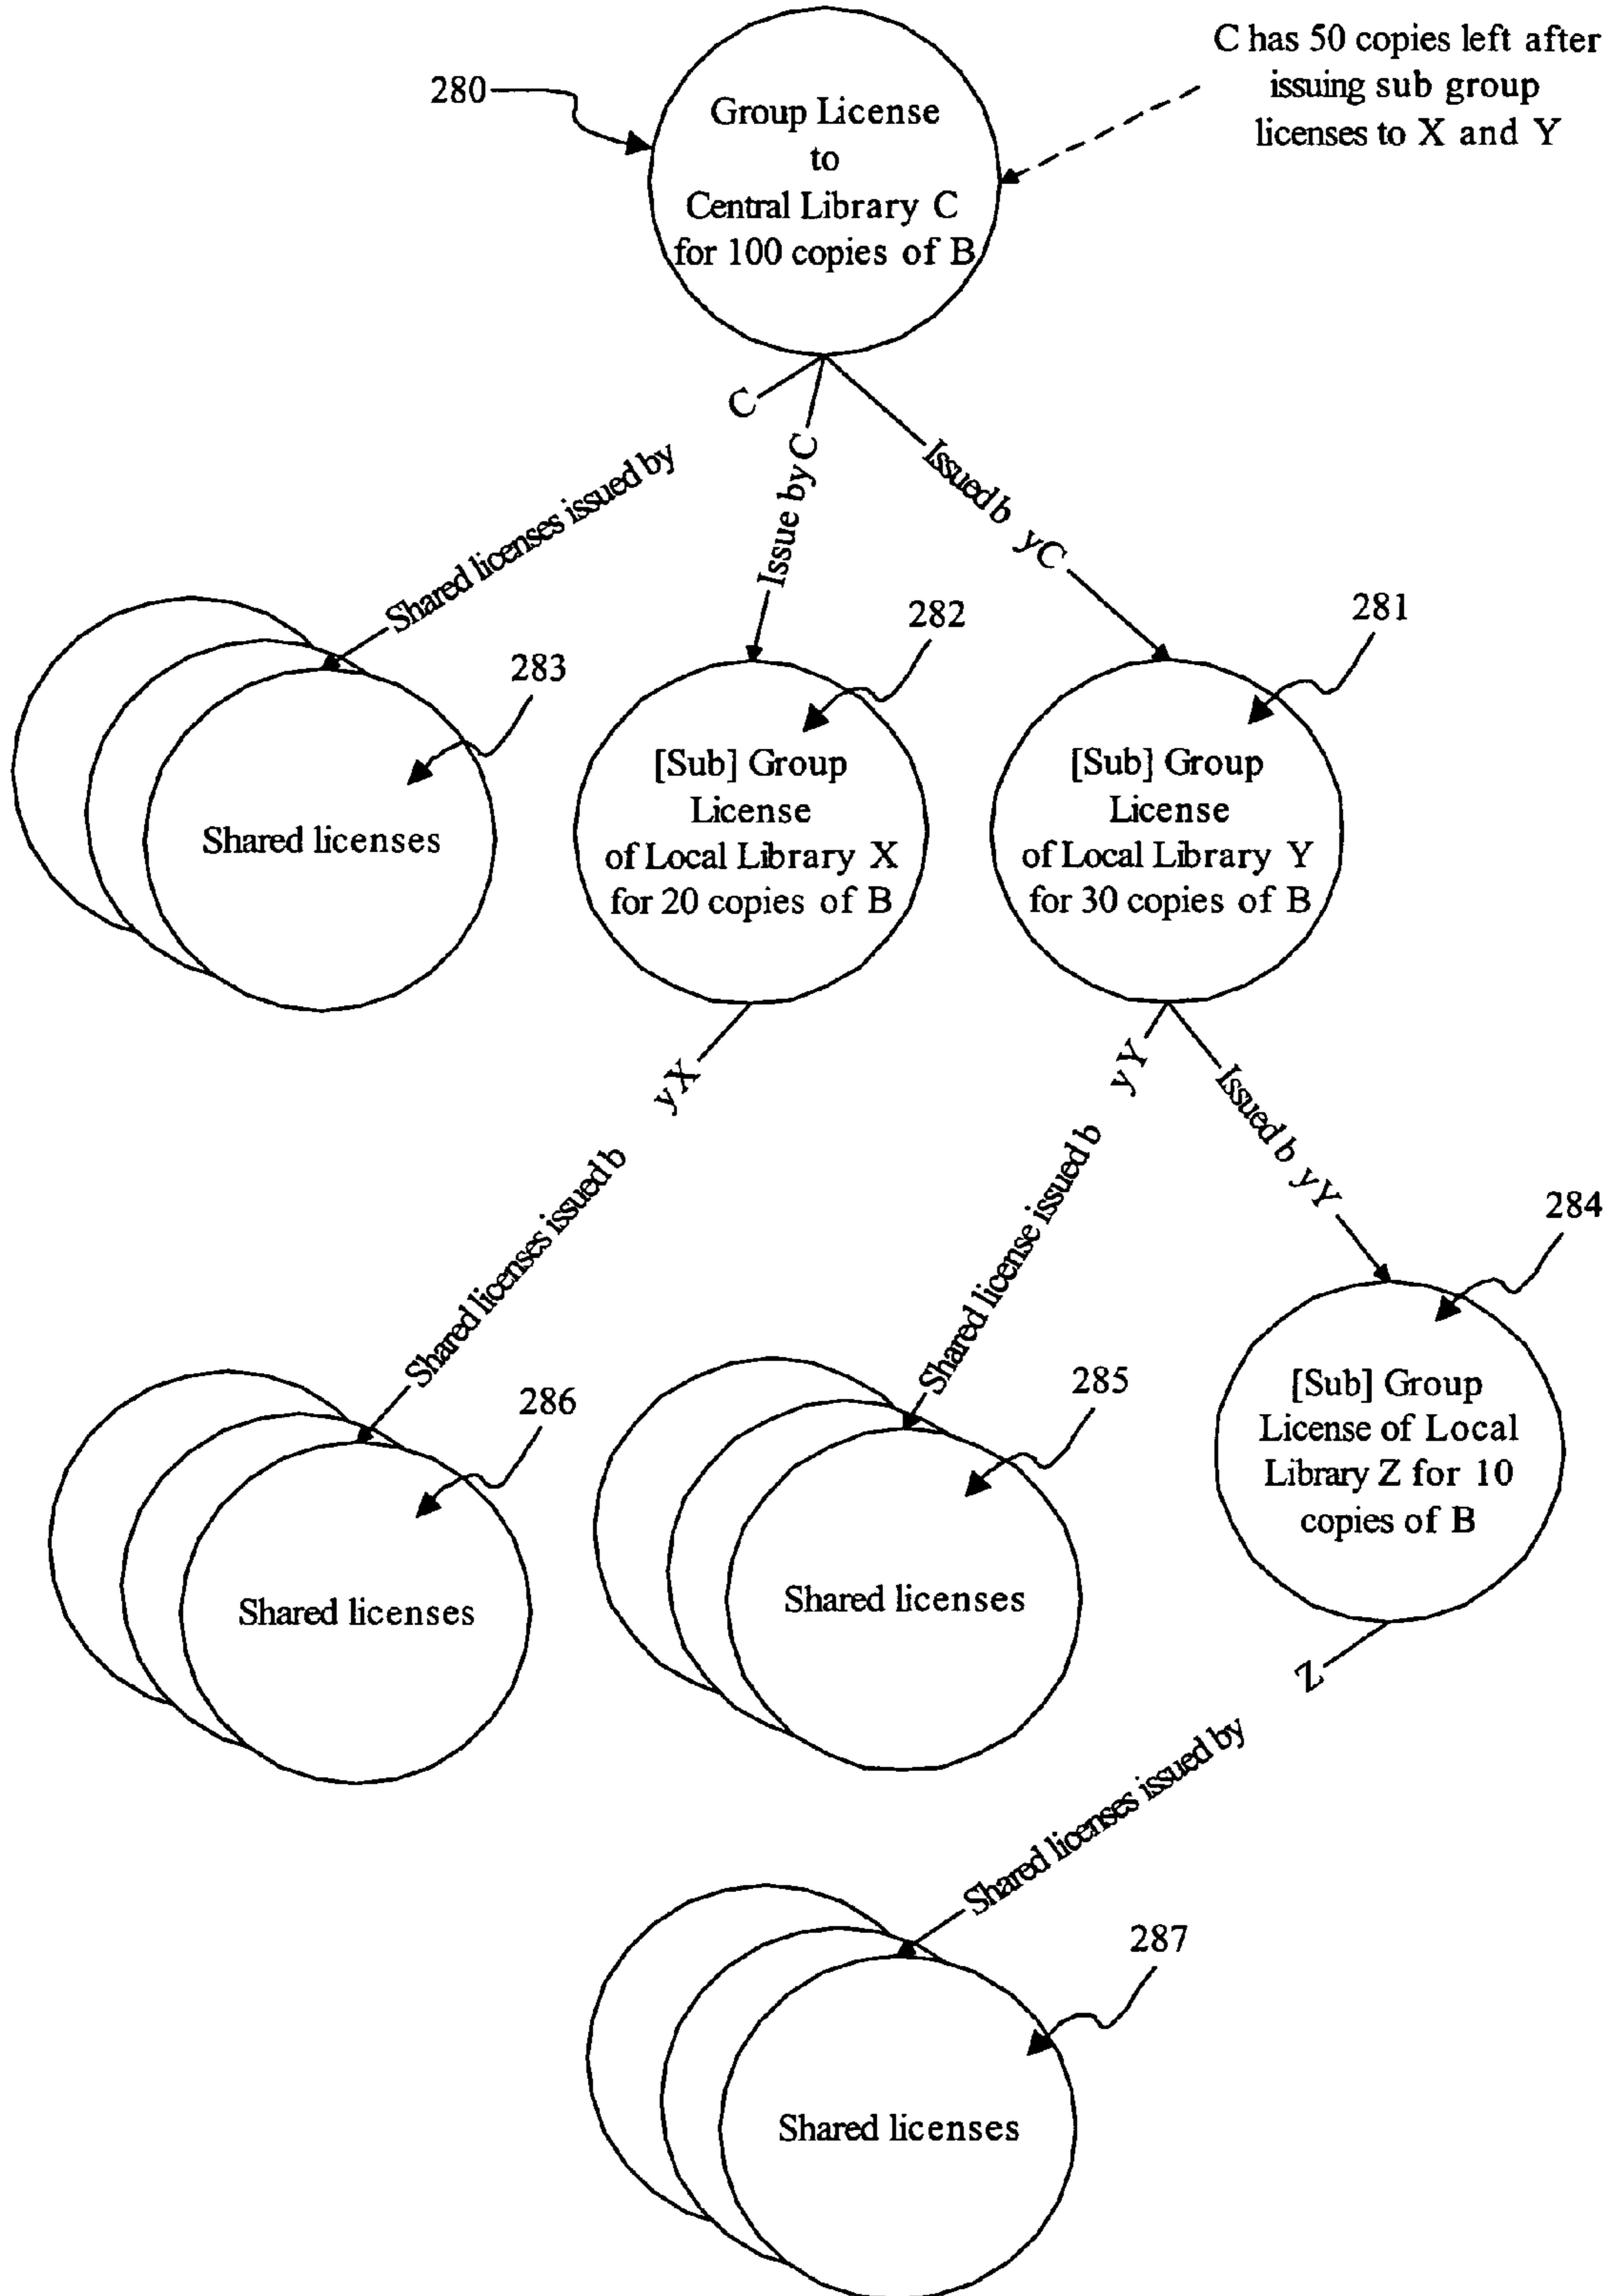 C has 50 copies left after
issuing sub group
licenses to X and Y
280
Group License
to
Central Library C
for 100 copies of B
Shared licenses issued by C
Issue by C
Issued b yC
283
282
281
Shared licenses
[Sub] Group
License
of Local Library X
for 20 copies of B
[Sub] Group
License
of Local Library Y
for 30 copies of B
Shared licenses issued b yX
Shared license issued b yY
Issued b yY
286
285
284
Shared licenses
Shared licenses
[Sub] Group
License of Local
Library Z for 10
copies of B
Shared licenses issued by Z
287
Shared licenses